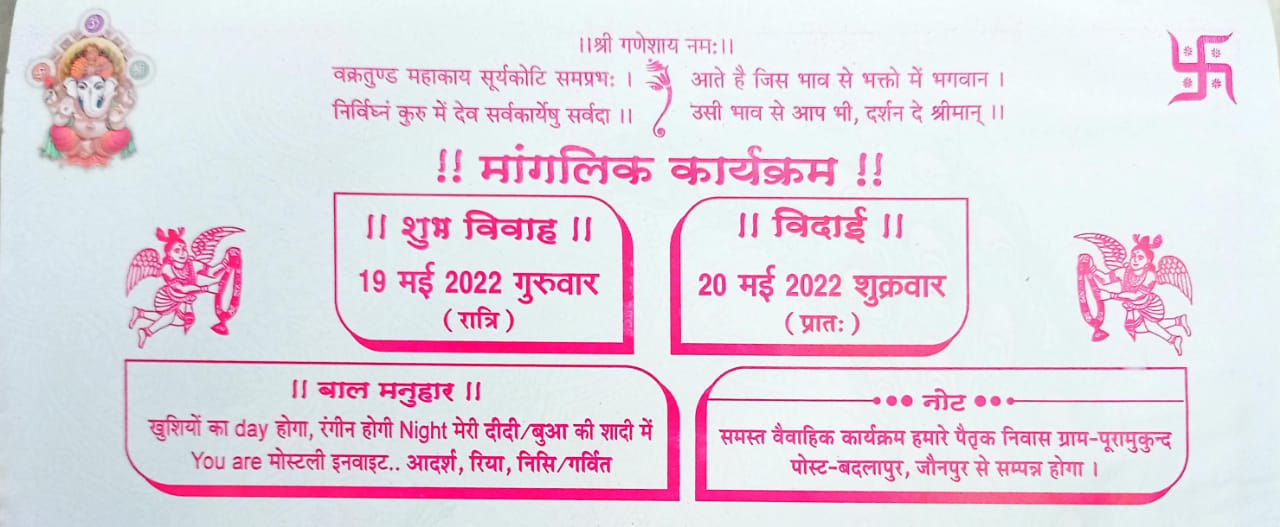 ।।श्री गणेशाय नमः।।
वक्रतुण्ड महाकाय सूर्यकोटि समप्रभः ।
निर्विघ्नं कुरु में देव सर्वकार्येषु सर्वदा ।।
आते है जिस भाव से भक्तो में भगवान ।
उसी भाव से आप भी, दर्शन दे श्रीमान् ।।
!! मांगलिक कार्यक्रम !!
।। शुभ विवाह ।।
19 मई 2022 गुरुवार
( रात्रि )
।। विदाई ।।
20 मई 2022 शुक्रवार
( प्रातः )
।। बाल मनुहार ।।
खुशियों का day होगा, रंगीन होगी Night मेरी दीदी/बुआ की शादी में
You are मोस्टली इनवाइट.. आदर्श, रिया, निसि/गर्वित
नोट
समस्त वैवाहिक कार्यक्रम हमारे पैतृक निवास ग्राम-पूरामुकुन्द
पोस्ट-बदलापुर, जौनपुर से सम्पन्न होगा ।